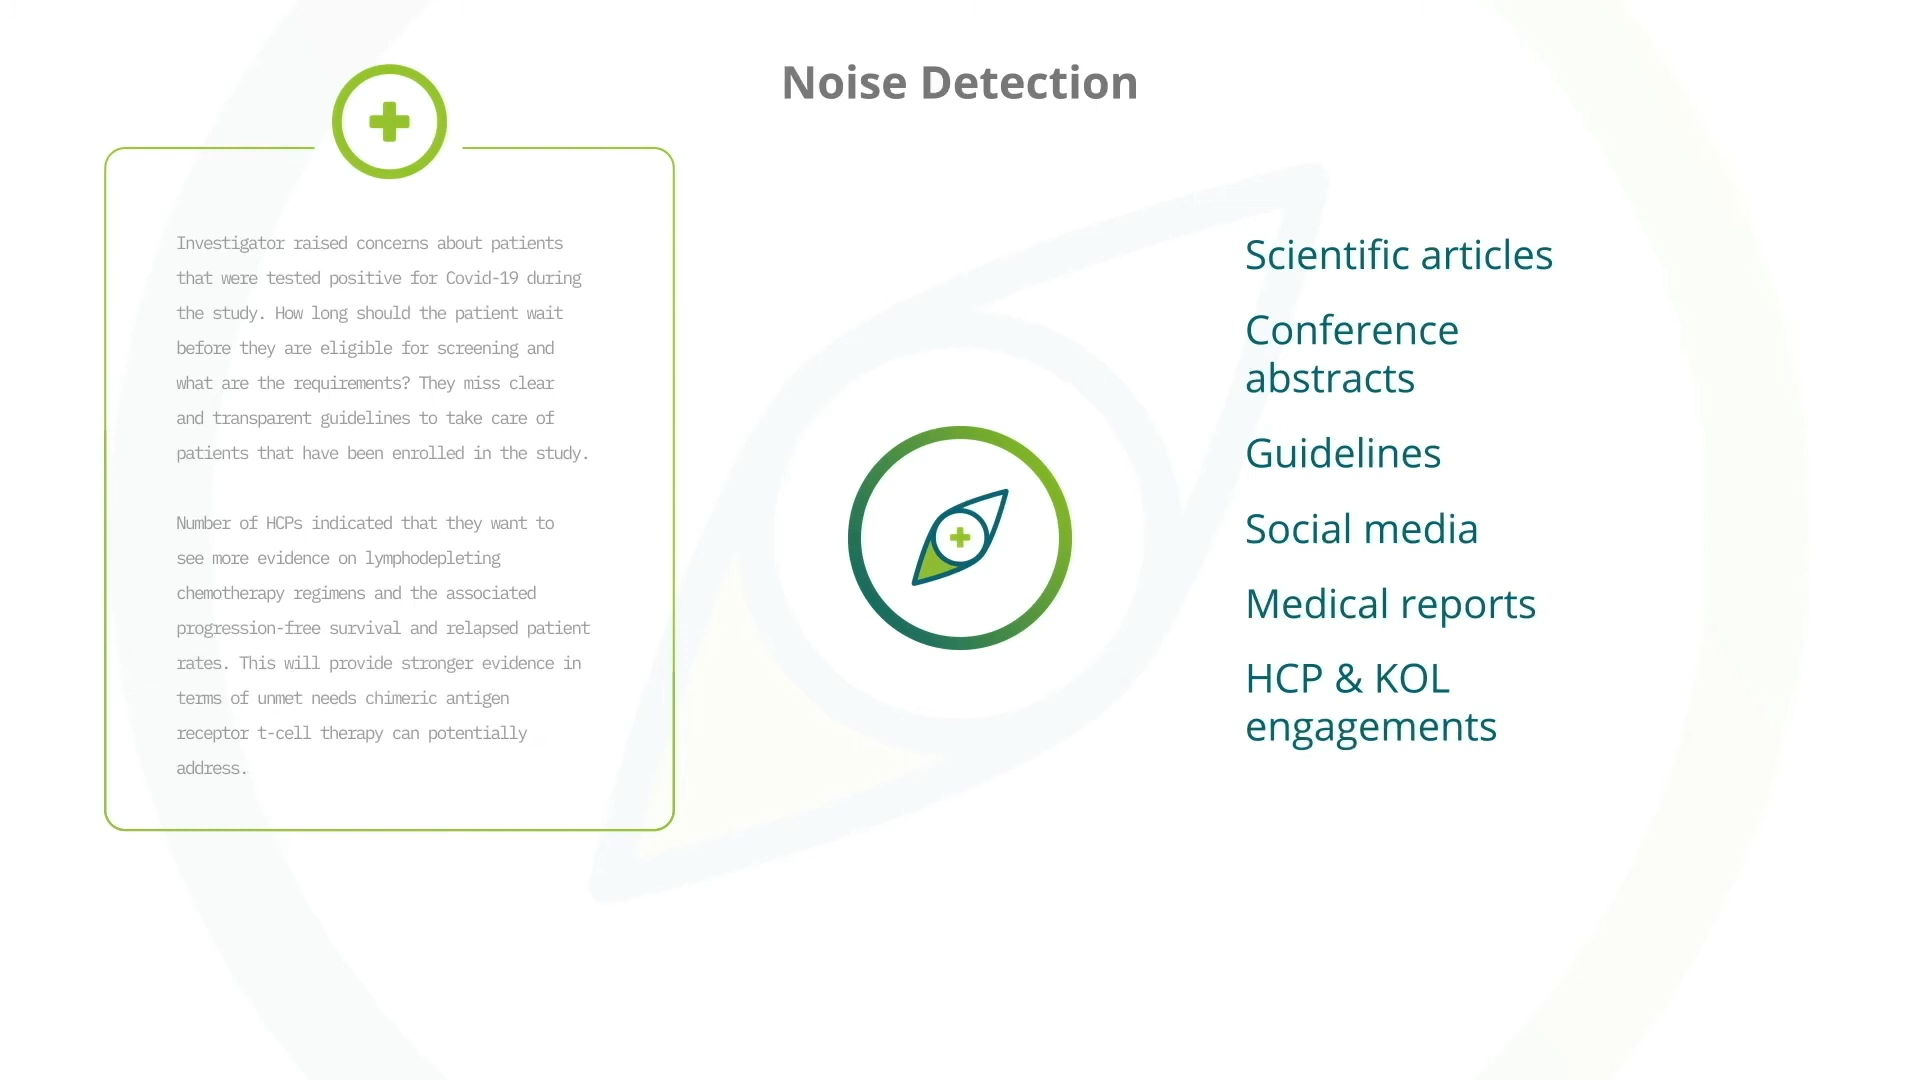 Noise Detection
Investigator raised concerns about patients
that were tested positive for Covid-19 during
the study. How long should the patient wait
before they are eligible for screening and
what are the requirements? They miss clear
and transparent guidelines to take care of
patients that have been enrolled in the study.
Number of HCPs indicated that they want to
see more evidence on lymphodepleting
chemotherapy regimens and the associated
progression-free survival and relapsed patient
rates. This will provide stronger evidence in
terms of unmet needs chimeric antigen
receptor t-cell therapy can potentially
address.
Scientific articles
Conference
abstracts
Guidelines
Social media
Medical reports
HCP & KOL
engagements